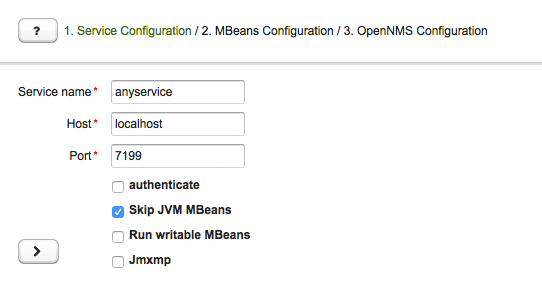 ? 1. Service Configuration / 2. MBeans Configuration / 3. OpenNMS Configuration
Service name* anyservice
Host* localhost
Port* 7199
authenticate
Skip JVM MBeans
Run writable MBeans
Jmxmp